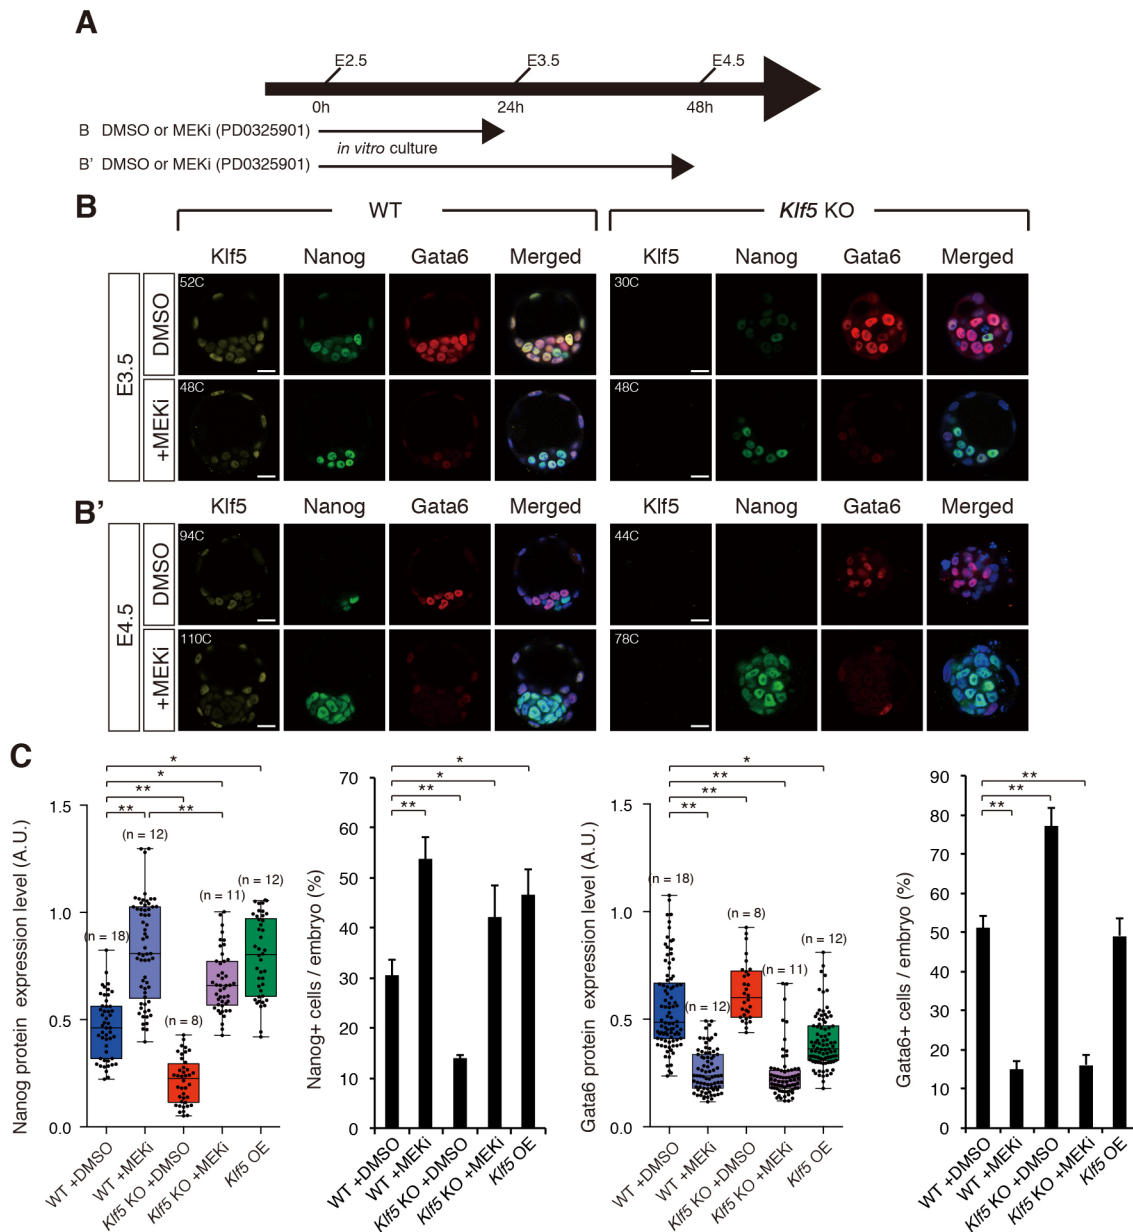 A
E2.5 E3.5 E4.5
0h 24h 48h
B DMSO or MEKi (PD0325901)
in vitro culture
B' DMSO or MEKi (PD0325901)
B
WT Klf5 KO
Klf5 Nanog Gata6 Merged Klf5 Nanog Gata6 Merged
E3.5
DMSO
52C 30C
+MEKi
48C 48C
B'
Klf5 Nanog Gata6 Merged Klf5 Nanog Gata6 Merged
E4.5
DMSO
94C 44C
+MEKi
110C 78C
C
Nanog protein expression level (A.U.)
1.5
1.0
0.5
0.0
*
*
**
** **
(n = 18)
(n = 12)
(n = 8)
(n = 11)
(n = 12)
WT +DMSO
WT +MEKi
Klf5 KO +DMSO
Klf5 KO +MEKi
Klf5 OE
Nanog+ cells / embryo (%)
70
60
50
40
30
20
10
0
*
*
**
**
WT +DMSO
WT +MEKi
Klf5 KO +DMSO
Klf5 KO +MEKi
Klf5 OE
Gata6 protein expression level (A.U.)
1.5
1.0
0.5
0.0
*
**
**
**
(n = 18)
(n = 12)
(n = 8)
(n = 11)
(n = 12)
WT +DMSO
WT +MEKi
Klf5 KO +DMSO
Klf5 KO +MEKi
Klf5 OE
Gata6+ cells / embryo (%)
90
80
70
60
50
40
30
20
10
0
**
**
**
WT +DMSO
WT +MEKi
Klf5 KO +DMSO
Klf5 KO +MEKi
Klf5 OE